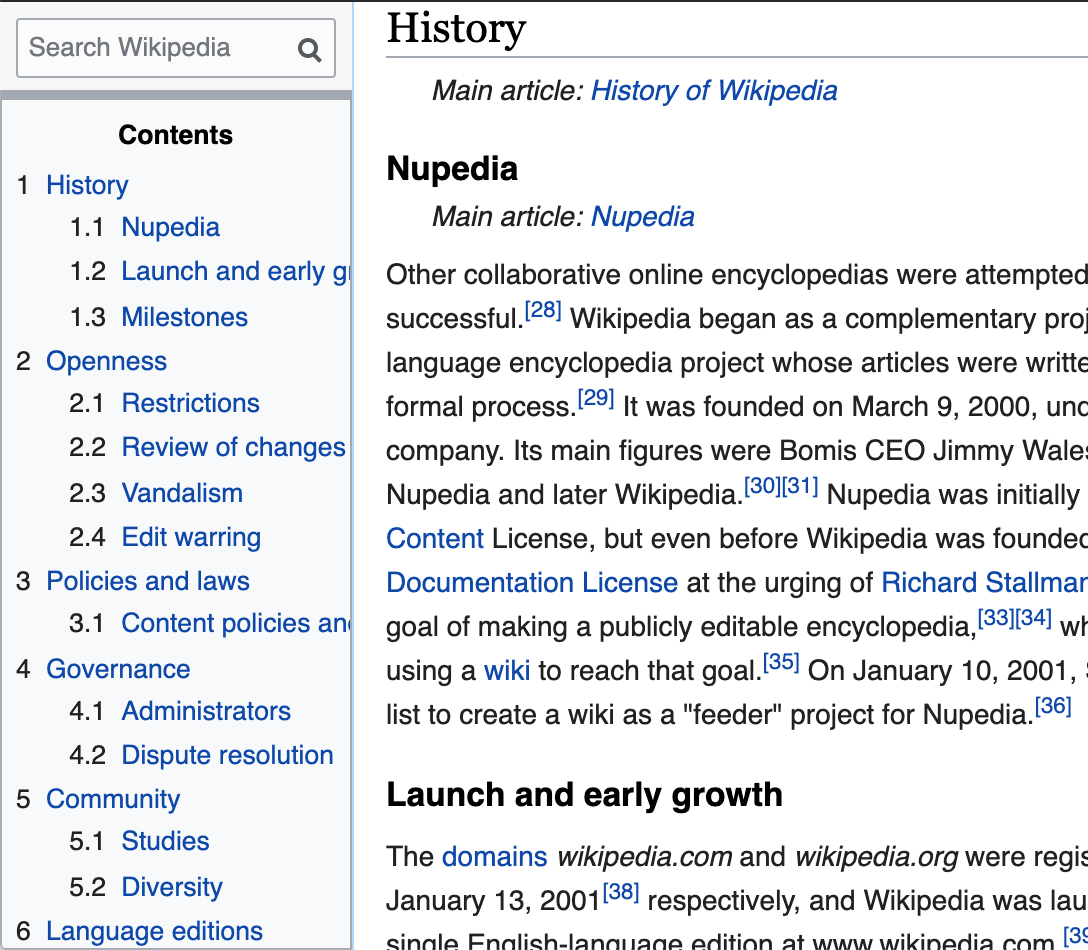 Search Wikipedia
Contents
1 History
1.1 Nupedia
1.2 Launch and early
1.3 Milestones
2 Openness
2.1 Restrictions
2.2 Review of changes
2.3 Vandalism
2.4 Edit warring
3 Policies and laws
3.1 Content policies
4 Governance
4.1 Administrators
4.2 Dispute resolution
5 Community
5.1 Studies
5.2 Diversity
6 Language editions
History
Main article: History of Wikipedia
Nupedia
Main article: Nupedia
Other collaborative online encyclopedias were attempted
successful.[28] Wikipedia began as a complementary
language encyclopedia project whose articles were
formal process.[29] It was founded on March 9, 2000,
company. Its main figures were Bomis CEO Jimmy Wales
Nupedia and later Wikipedia.[30][31] Nupedia was initially
Content License, but even before Wikipedia was founded
Documentation License at the urging of Richard
goal of making a publicly editable encyclopedia,[33][34]
using a wiki to reach that goal.[35] On January 10, 2001,
list to create a wiki as a "feeder" project for Nupedia.[36]
Launch and early growth
The domains wikipedia.com and wikipedia.org were
January 13, 2001[38] respectively, and Wikipedia was
single English-language edition at www.wikipedia.com,